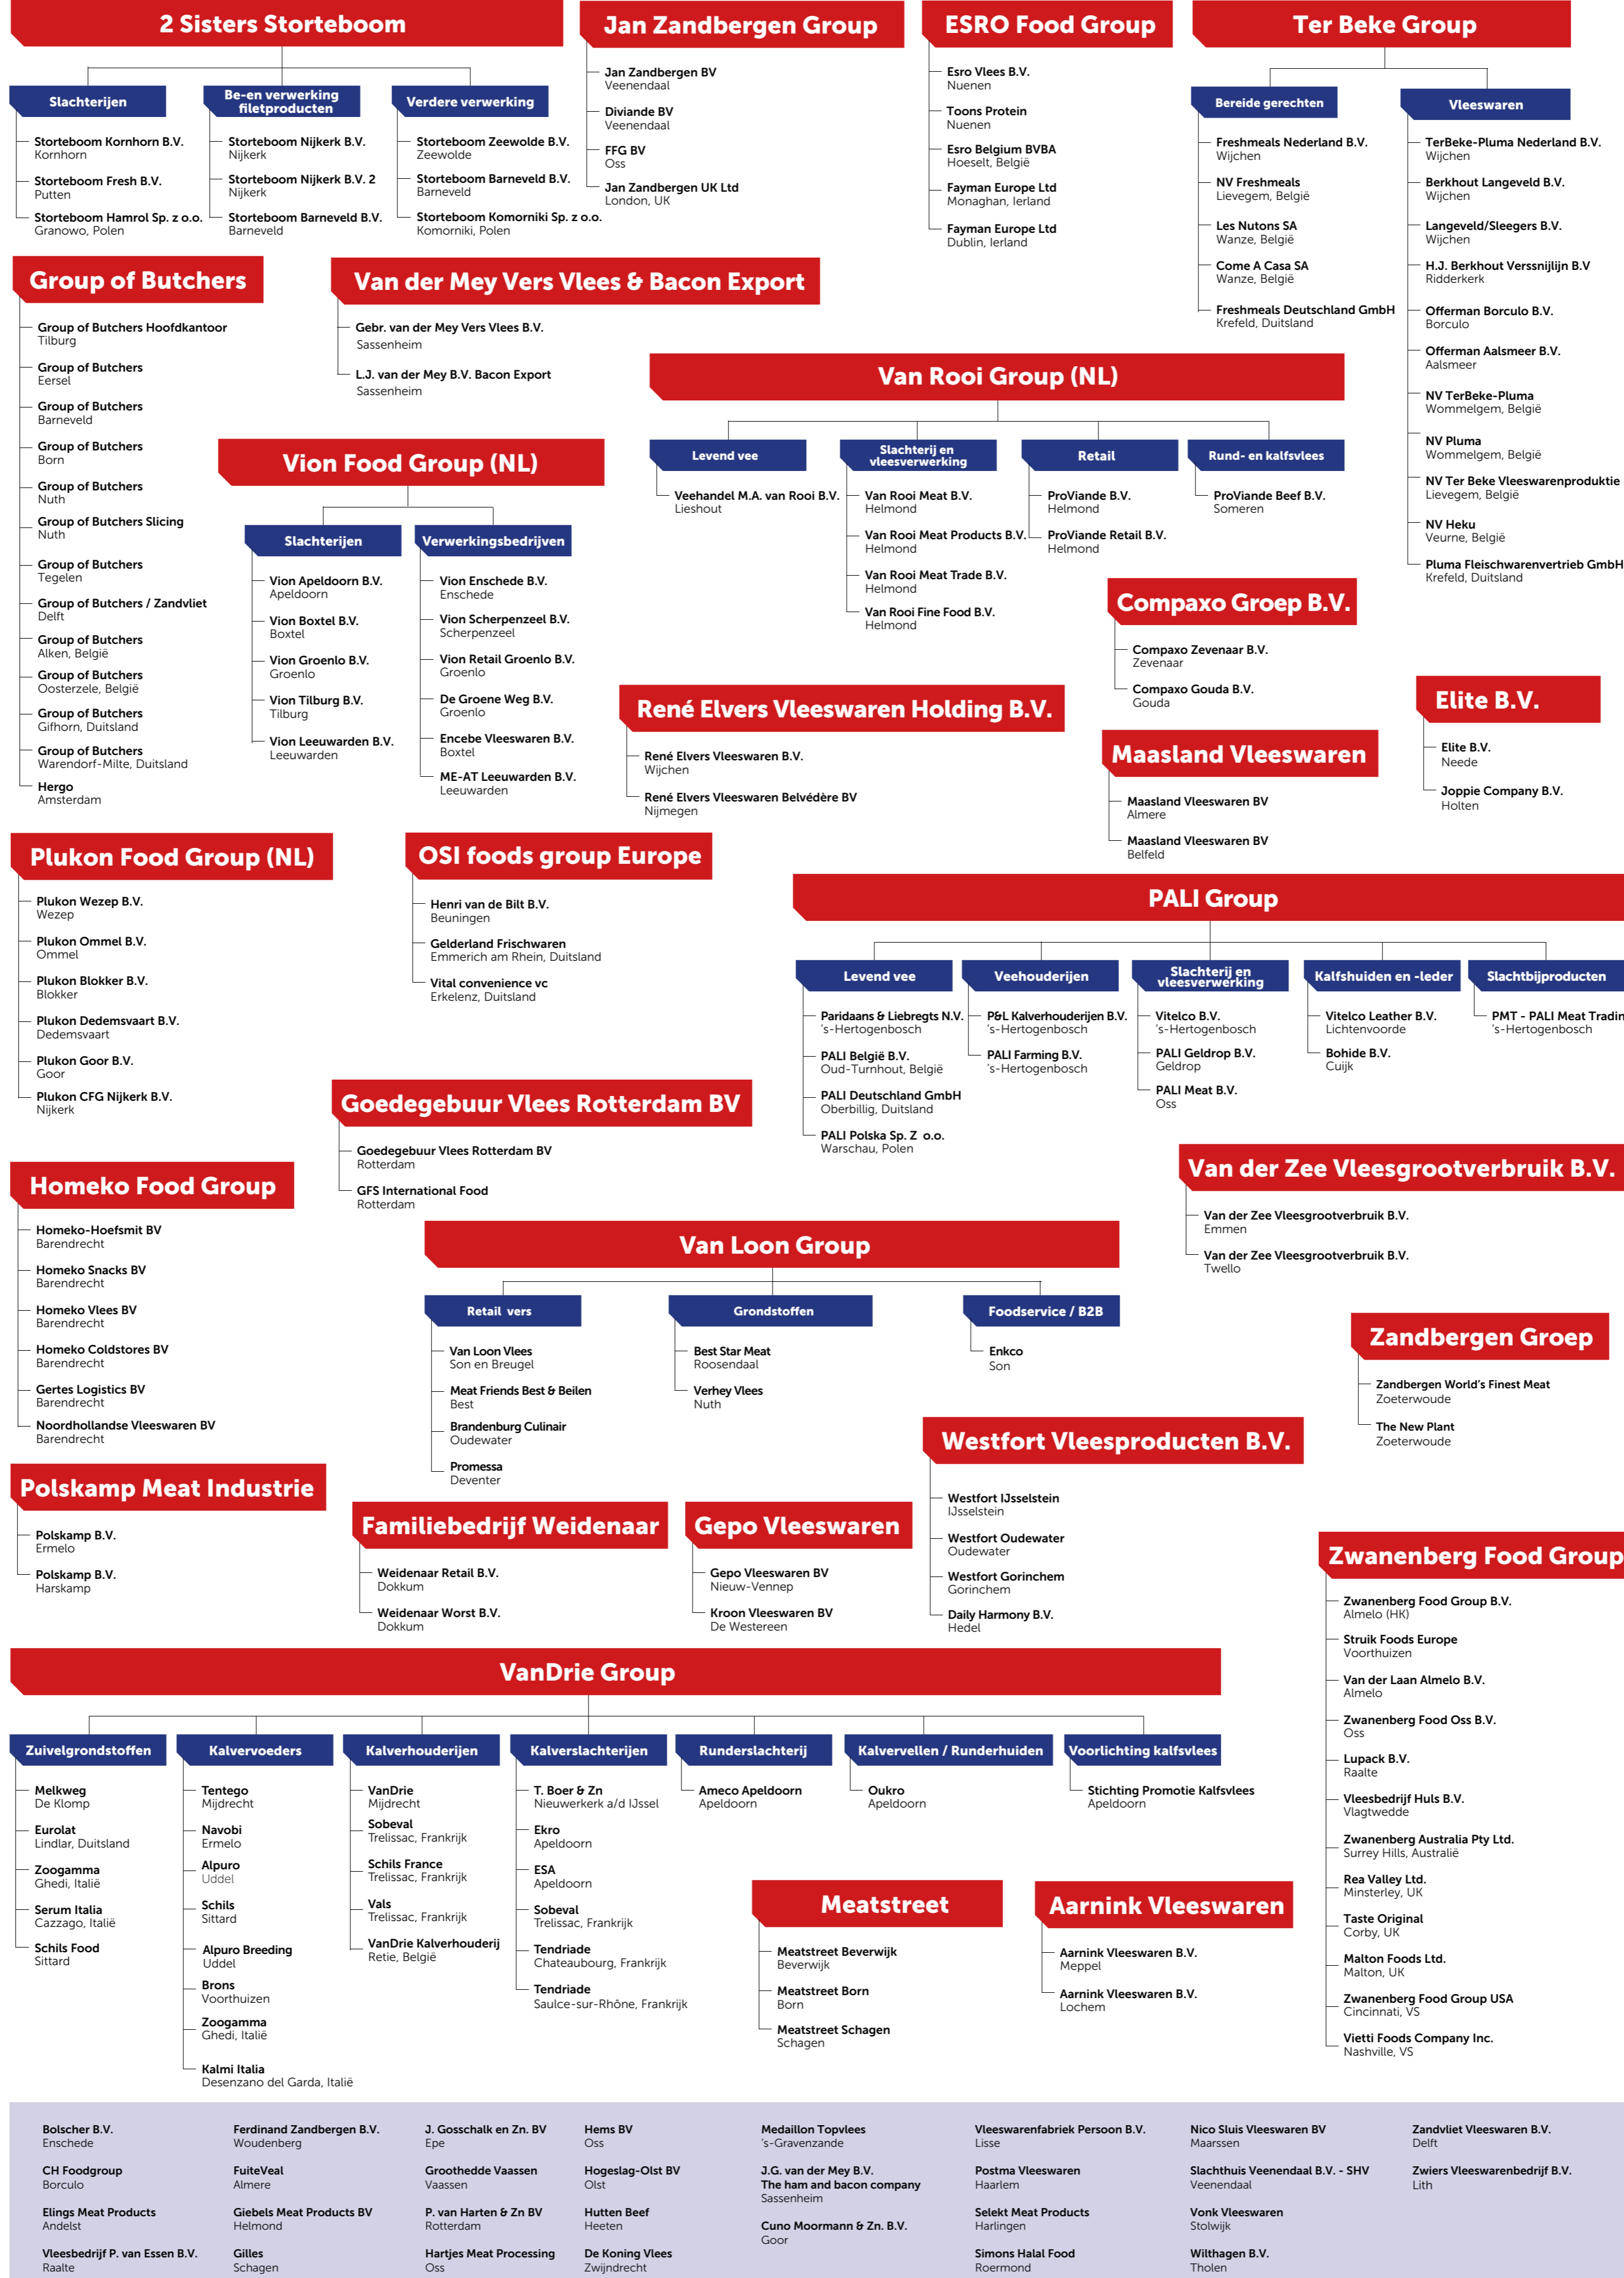 2 Sisters Storteboom
Slachterijen
Storteboom Kornhorn B.V.
Kornhorn
Storteboom Fresh B.V.
Putten
Storteboom Hamrol Sp. z o.o.
Granowo, Polen
Be-en verwerking
filetproducten
Storteboom Nijkerk B.V.
Nijkerk
Storteboom Nijkerk B.V. 2
Nijkerk
Storteboom Barneveld B.V.
Barneveld
Verdere verwerking
Storteboom Zeewolde B.V.
Zeewolde
Storteboom Barneveld B.V.
Barneveld
Storteboom Komorniki Sp. z o.o.
Komorniki, Polen
Jan Zandbergen Group
Jan Zandbergen BV
Veenendaal
Diviande BV
Veenendaal
FFG BV
Oss
Jan Zandbergen UK Ltd
London, UK
ESRO Food Group
Esro Vlees B.V.
Nuenen
Toons Protein
Nuenen
Esro Belgium BVBA
Hoeselt, België
Fayman Europe Ltd
Monaghan, Ierland
Fayman Europe Ltd
Dublin, Ierland
Ter Beke Group
Bereide gerechten
Freshmeals Nederland B.V.
Wijchen
NV Freshmeals
Lievegem, België
Les Nutons SA
Wanze, België
Come A Casa SA
Wanze, België
Freshmeals Deutschland GmbH
Krefeld, Duitsland
Vleeswaren
TerBeke-Pluma Nederland B.V.
Wijchen
Berkhout Langeveld B.V.
Wijchen
Langeveld/Sleegers B.V.
Wijchen
H.J. Berkhout Verssnijlijn B.V
Ridderkerk
Offerman Borculo B.V.
Borculo
Offerman Aalsmeer B.V.
Aalsmeer
NV TerBeke-Pluma
Wommelgem, België
NV Pluma
Wommelgem, België
NV Ter Beke Vleeswarenproduktie
Lievegem, België
NV Heku
Veurne, België
Pluma Fleischwarenvertrieb GmbH
Krefeld, Duitsland
Group of Butchers
Group of Butchers Hoofdkantoor
Tilburg
Group of Butchers
Eersel
Group of Butchers
Barneveld
Group of Butchers
Born
Group of Butchers
Nuth
Group of Butchers Slicing
Nuth
Group of Butchers
Tegelen
Group of Butchers / Zandvliet
Delft
Group of Butchers
Alken, België
Group of Butchers
Oosterzele, België
Group of Butchers
Gifhorn, Duitsland
Group of Butchers
Warendorf-Milte, Duitsland
Hergo
Amsterdam
Van der Mey Vers Vlees & Bacon Export
Gebr. van der Mey Vers Vlees B.V.
Sassenheim
L.J. van der Mey B.V. Bacon Export
Sassenheim
Van Rooi Group (NL)
Levend vee
Veehandel M.A. van Rooi B.V.
Lieshout
Slachterij en
vleesverwerking
Van Rooi Meat B.V.
Helmond
Van Rooi Meat Products B.V.
Helmond
Van Rooi Meat Trade B.V.
Helmond
Van Rooi Fine Food B.V.
Helmond
Retail
ProViande B.V.
Helmond
ProViande Retail B.V.
Helmond
Rund- en kalfsvlees
ProViande Beef B.V.
Someren
Vion Food Group (NL)
Slachterijen
Vion Apeldoorn B.V.
Apeldoorn
Vion Boxtel B.V.
Boxtel
Vion Groenlo B.V.
Groenlo
Vion Tilburg B.V.
Tilburg
Vion Leeuwarden B.V.
Leeuwarden
Verwerkingsbedrijven
Vion Enschede B.V.
Enschede
Vion Scherpenzeel B.V.
Scherpenzeel
Vion Retail Groenlo B.V.
Groenlo
De Groene Weg B.V.
Groenlo
Encebe Vleeswaren B.V.
Boxtel
ME-AT Leeuwarden B.V.
Leeuwarden
Compaxo Groep B.V.
Compaxo Zevenaar B.V.
Zevenaar
Compaxo Gouda B.V.
Gouda
René Elvers Vleeswaren Holding B.V.
René Elvers Vleeswaren B.V.
Wijchen
René Elvers Vleeswaren Belvédère BV
Nijmegen
Maasland Vleeswaren
Maasland Vleeswaren BV
Almere
Maasland Vleeswaren BV
Belfeld
Elite B.V.
Elite B.V.
Neede
Joppie Company B.V.
Holten
Plukon Food Group (NL)
Plukon Wezep B.V.
Wezep
Plukon Ommel B.V.
Ommel
Plukon Blokker B.V.
Blokker
Plukon Dedemsvaart B.V.
Dedemsvaart
Plukon Goor B.V.
Goor
Plukon CFG Nijkerk B.V.
Nijkerk
OSI foods group Europe
Henri van de Bilt B.V.
Beuningen
Gelderland Frischwaren
Emmerich am Rhein, Duitsland
Vital convenience vc
Erkelenz, Duitsland
PALI Group
Levend vee
Paridaans & Liebregts N.V.
's-Hertogenbosch
PALI België B.V.
Oud-Turnhout, België
PALI Deutschland GmbH
Oberbillig, Duitsland
PALI Polska Sp. Z o.o.
Warschau, Polen
Veehouderijen
P&L Kalverhouderijen B.V.
's-Hertogenbosch
PALI Farming B.V.
's-Hertogenbosch
Slachterij en
vleesverwerking
Vitelco B.V.
's-Hertogenbosch
PALI Geldrop B.V.
Geldrop
PALI Meat B.V.
Oss
Kalfshuiden en -leder
Vitelco Leather B.V.
Lichtenvoorde
Bohide B.V.
Cuijk
Slachtbijproducten
PMT - PALI Meat Tradin
's-Hertogenbosch
Goedegebuur Vlees Rotterdam BV
Goedegebuur Vlees Rotterdam BV
Rotterdam
GFS International Food
Rotterdam
Van der Zee Vleesgrootverbruik B.V.
Van der Zee Vleesgrootverbruik B.V.
Emmen
Van der Zee Vleesgrootverbruik B.V.
Twello
Homeko Food Group
Homeko-Hoefsmit BV
Barendrecht
Homeko Snacks BV
Barendrecht
Homeko Vlees BV
Barendrecht
Homeko Coldstores BV
Barendrecht
Gertes Logistics BV
Barendrecht
Noordhollandse Vleeswaren BV
Barendrecht
Van Loon Group
Retail vers
Van Loon Vlees
Son en Breugel
Meat Friends Best & Beilen
Best
Brandenburg Culinair
Oudewater
Promessa
Deventer
Grondstoffen
Best Star Meat
Roosendaal
Verhey Vlees
Nuth
Foodservice / B2B
Enkco
Son
Zandbergen Groep
Zandbergen World's Finest Meat
Zoeterwoude
The New Plant
Zoeterwoude
Westfort Vleesproducten B.V.
Westfort IJsselstein
IJsselstein
Westfort Oudewater
Oudewater
Westfort Gorinchem
Gorinchem
Daily Harmony B.V.
Hedel
Polskamp Meat Industrie
Polskamp B.V.
Ermelo
Polskamp B.V.
Harskamp
Familiebedrijf Weidenaar
Weidenaar Retail B.V.
Dokkum
Weidenaar Worst B.V.
Dokkum
Gepo Vleeswaren
Gepo Vleeswaren BV
Nieuw-Vennep
Kroon Vleeswaren BV
De Westereen
Zwanenberg Food Group
Zwanenberg Food Group B.V.
Almelo (HK)
Struik Foods Europe
Voorthuizen
Van der Laan Almelo B.V.
Almelo
Zwanenberg Food Oss B.V.
Oss
Lupack B.V.
Raalte
Vleesbedrijf Huls B.V.
Vlagtwedde
Zwanenberg Australia Pty Ltd.
Surrey Hills, Australië
Rea Valley Ltd.
Minsterley, UK
Taste Original
Corby, UK
Malton Foods Ltd.
Malton, UK
Zwanenberg Food Group USA
Cincinnati, VS
Vietti Foods Company Inc.
Nashville, VS
VanDrie Group
Zuivelgrondstoffen
Melkweg
De Klomp
Eurolat
Lindlar, Duitsland
Zoogamma
Ghedi, Italië
Serum Italia
Cazzago, Italië
Schils Food
Sittard
Kalvervoeders
Tentego
Mijdrecht
Navobi
Ermelo
Alpuro
Uddel
Schils
Sittard
Alpuro Breeding
Uddel
Brons
Voorthuizen
Zoogamma
Ghedi, Italië
Kalmi Italia
Desenzano del Garda, Italië
Kalverhouderijen
VanDrie
Mijdrecht
Sobeval
Trelissac, Frankrijk
Schils France
Trelissac, Frankrijk
Vals
Trelissac, Frankrijk
VanDrie Kalverhouderij
Retie, België
Kalverslachterijen
T. Boer & Zn
Nieuwerkerk a/d IJssel
Ekro
Apeldoorn
ESA
Apeldoorn
Sobeval
Trelissac, Frankrijk
Tendriade
Chateaubourg, Frankrijk
Tendriade
Saulce-sur-Rhône, Frankrijk
Runderslachterij
Ameco Apeldoorn
Apeldoorn
Kalvervellen / Runderhuiden
Oukro
Apeldoorn
Voorlichting kalfsvlees
Stichting Promotie Kalfsvlees
Apeldoorn
Meatstreet
Meatstreet Beverwijk
Beverwijk
Meatstreet Born
Born
Meatstreet Schagen
Schagen
Aarnink Vleeswaren
Aarnink Vleeswaren B.V.
Meppel
Aarnink Vleeswaren B.V.
Lochem
Bolscher B.V.
Enschede
CH Foodgroup
Borculo
Elings Meat Products
Andelst
Vleesbedrijf P. van Essen B.V.
Raalte
Ferdinand Zandbergen B.V.
Woudenberg
FuiteVeal
Almere
Giebels Meat Products BV
Helmond
Gilles
Schagen
J. Gosschalk en Zn. BV
Epe
Groothedde Vaassen
Vaassen
P. van Harten & Zn BV
Rotterdam
Hartjes Meat Processing
Oss
Hems BV
Oss
Hogeslag-Olst BV
Olst
Hutten Beef
Heeten
De Koning Vlees
Zwijndrecht
Medaillon Topvlees
's-Gravenzande
J.G. van der Mey B.V.
The ham and bacon company
Sassenheim
Cuno Moormann & Zn. B.V.
Goor
Vleeswarenfabriek Persoon B.V.
Lisse
Postma Vleeswaren
Haarlem
Selekt Meat Products
Harlingen
Simons Halal Food
Roermond
Nico Sluis Vleeswaren BV
Maarssen
Slachthuis Veenendaal B.V. - SHV
Veenendaal
Vonk Vleeswaren
Stolwijk
Wilthagen B.V.
Tholen
Zandvliet Vleeswaren B.V.
Delft
Zwiers Vleeswarenbedrijf B.V.
Lith